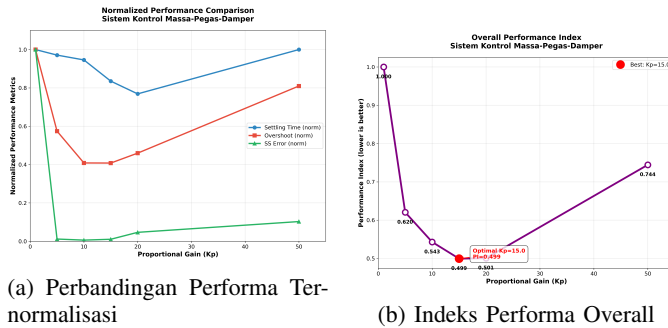 Normalized Performance Comparison
Sistem Kontrol Massa-Pegas-Damper
1.0
0.8
0.6
0.4
0.2
0.0
Normalized Performance Metrics
Settling Time (norm)
Overshoot (norm)
SS Error (norm)
0 10 20 30 40 50
Proportional Gain (Kp)
(a) Perbandingan Performa Ter-
normalisasi
Overall Performance Index
Sistem Kontrol Massa-Pegas-Damper
Best: Kp=15.0
1.0
0.9
0.8
0.7
0.6
0.5
Performance Index (lower is better)
1.000
0.620
0.543
0.499
0.501
0.744
Optimal Kp=15.0
PI=0.499
0 10 20 30 40 50
Proportional Gain (Kp)
(b) Indeks Performa Overall